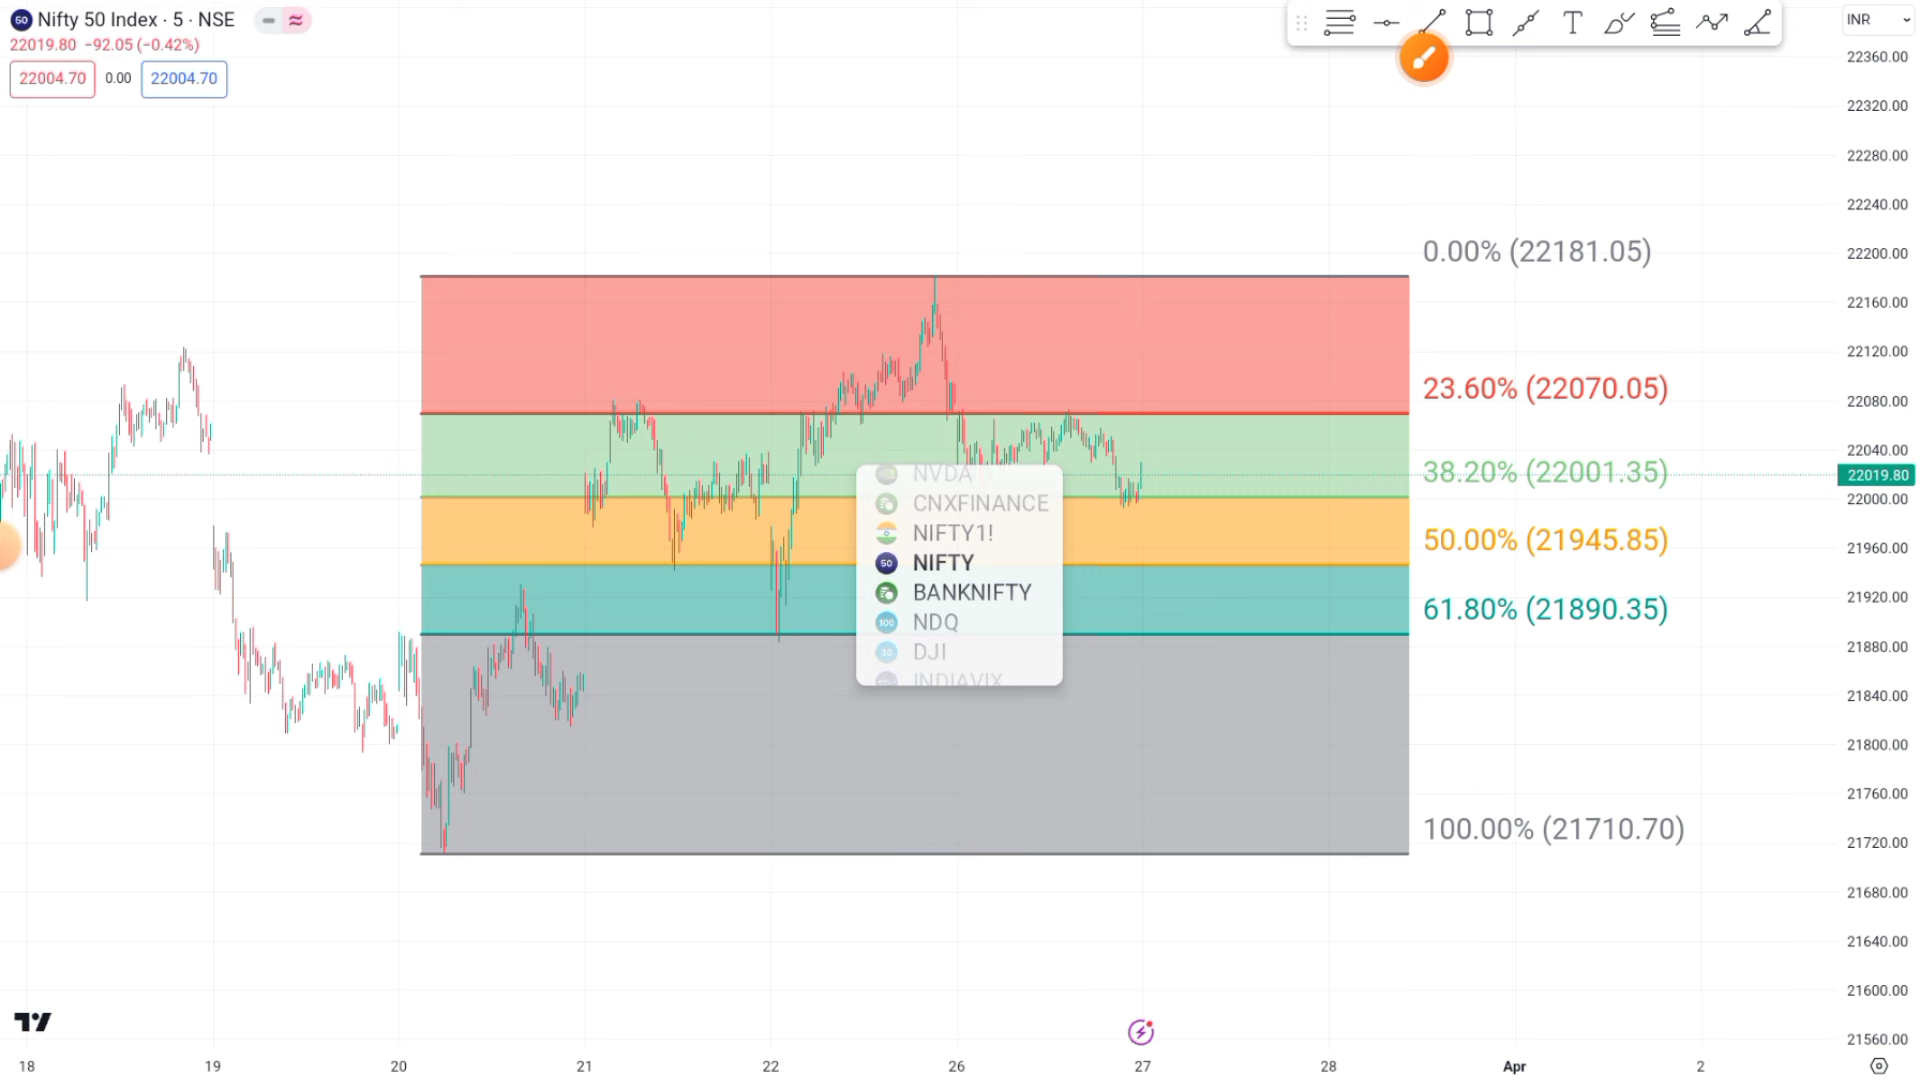 50 Nifty 50 Index · 5 · NSE
22019.80 −92.05 (−0.42%)
22004.70 0.00 22004.70
INR
22360.00
22320.00
22280.00
22240.00
22200.00
22160.00
22120.00
22080.00
22040.00
22019.80
22000.00
21960.00
21920.00
21880.00
21840.00
21800.00
21760.00
21720.00
21680.00
21640.00
21600.00
21560.00
0.00% (22181.05)
23.60% (22070.05)
38.20% (22001.35)
50.00% (21945.85)
61.80% (21890.35)
100.00% (21710.70)
NVDA
CNXFINANCE
NIFTY1!
50 NIFTY
BANKNIFTY
100 NDQ
30 DJI
INDIAVIX
18 19 20 21 22 26 27 28 Apr 2